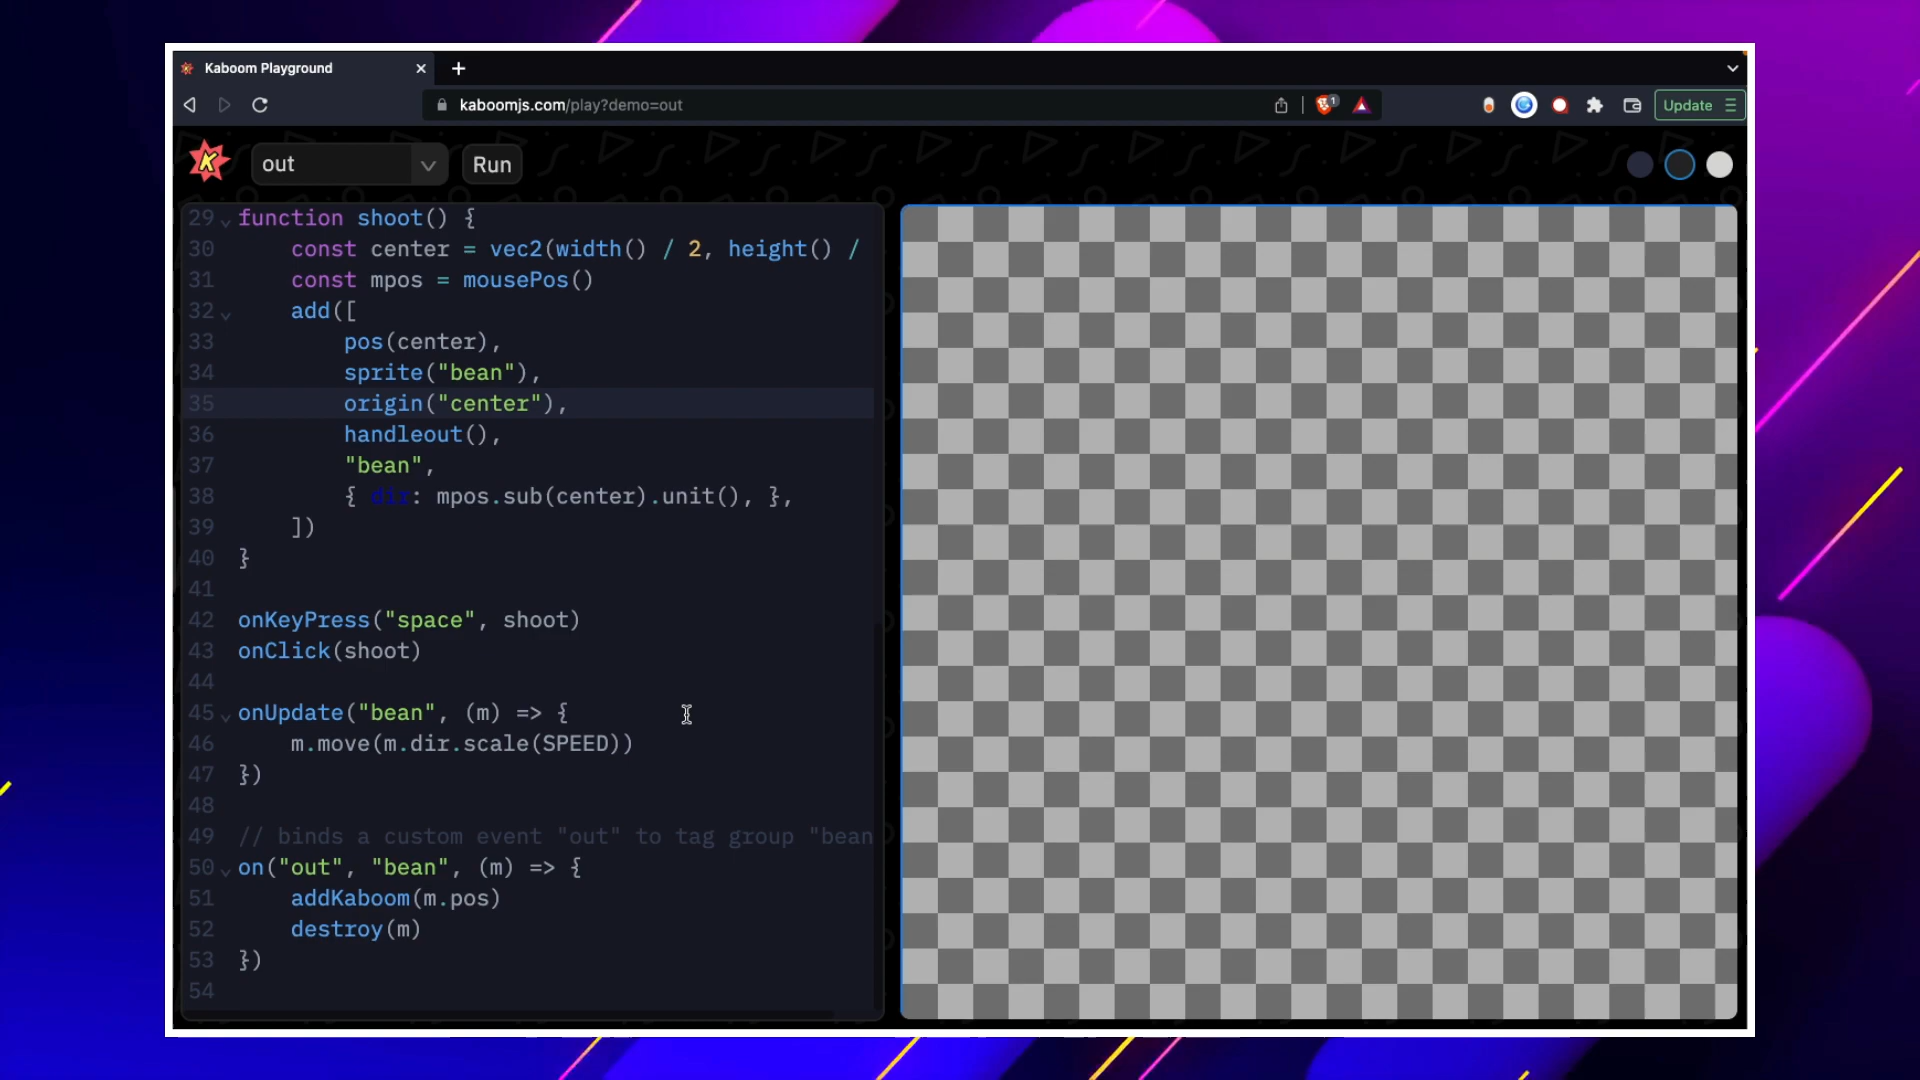 Kaboom Playground
kaboomjs.com/play?demo=out
1
Update
K
out
Run
29 function shoot() {
30 const center = vec2(width() / 2, height() /
31 const mpos = mousePos()
32 add([
33 pos(center),
34 sprite("bean"),
35 origin("center"),
36 handleout(),
37 "bean",
38 { dir: mpos.sub(center).unit(), },
39 ])
40 }
41
42 onKeyPress("space", shoot)
43 onClick(shoot)
44
45 onUpdate("bean", (m) => {
46 m.move(m.dir.scale(SPEED))
47 })
48
49 // binds a custom event "out" to tag group "bean
50 on("out", "bean", (m) => {
51 addKaboom(m.pos)
52 destroy(m)
53 })
54